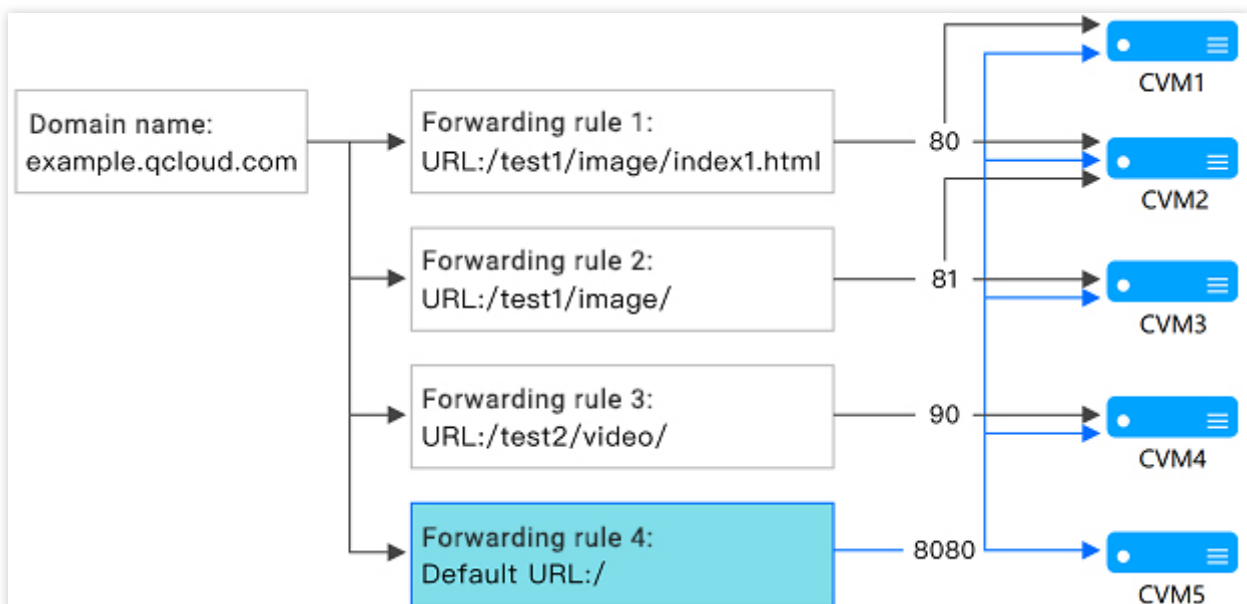 Domain name:
example.qcloud.com
Forwarding rule 1:
URL:/test1/image/index1.html
80
CVM1
CVM2
Forwarding rule 2:
URL:/test1/image/
81
CVM3
Forwarding rule 3:
URL:/test2/video/
90
CVM4
Forwarding rule 4:
Default URL:/
8080
CVM5